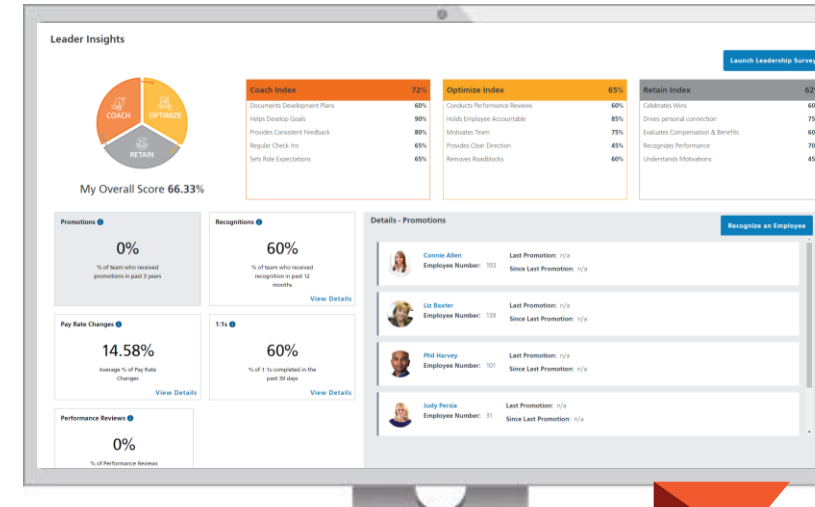 Leader Insights
Launch Leadership Survey
COACH
OPTIMIZE
RETAIN
My Overall Score 66.33%
Coach Index 72%
Documents Development Plans 60%
Helps Develop Goals 90%
Provides Consistent Feedback 80%
Regular Check Ins 65%
Sets Role Expectations 65%
Optimize Index 65%
Conducts Performance Reviews 60%
Holds Employee Accountable 85%
Motivates Team 75%
Provides Clear Direction 45%
Removes Roadblocks 60%
Retain Index 62%
Celebrates Wins 60
Drives personal connection 75
Evaluates Compensation & Benefits 60
Recognizes Performance 70
Understands Motivations 45
Promotions
0%
% of team who received
promotions in past 3 years
Recognitions
60%
% of team who received
recognition in past 12
months
View Details
Pay Rate Changes
14.58%
Average % of Pay Rate
Changes
View Details
1:1s
60%
% of 1:1s completed in the
past 30 days
View Details
Performance Reviews
0%
% of Performance Reviews
Details - Promotions
Recognize an Employee
Connie Allen Last Promotion: n/a
Employee Number: 193 Since Last Promotion: n/a
Liz Baxter Last Promotion: n/a
Employee Number: 139 Since Last Promotion: n/a
Phil Harvey Last Promotion: n/a
Employee Number: 101 Since Last Promotion: n/a
Judy Persia Last Promotion: n/a
Employee Number: 31 Since Last Promotion: n/a